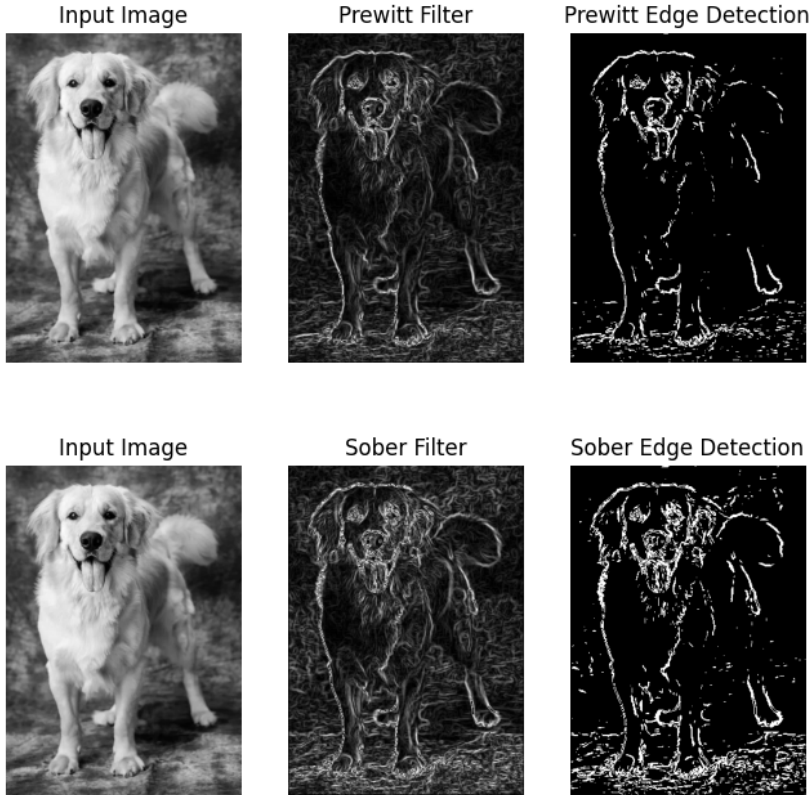 Input Image
Prewitt Filter
Prewitt Edge Detection
Input Image
Sober Filter
Sober Edge Detection